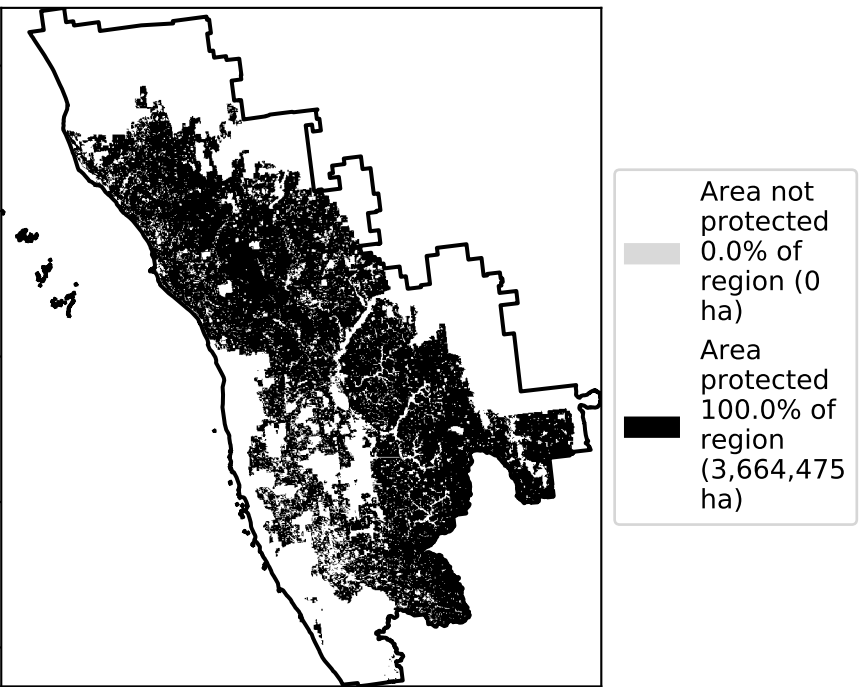 Area not
protected
0.0% of
region (0
ha)
Area
protected
100.0% of
region
(3,664,475
ha)